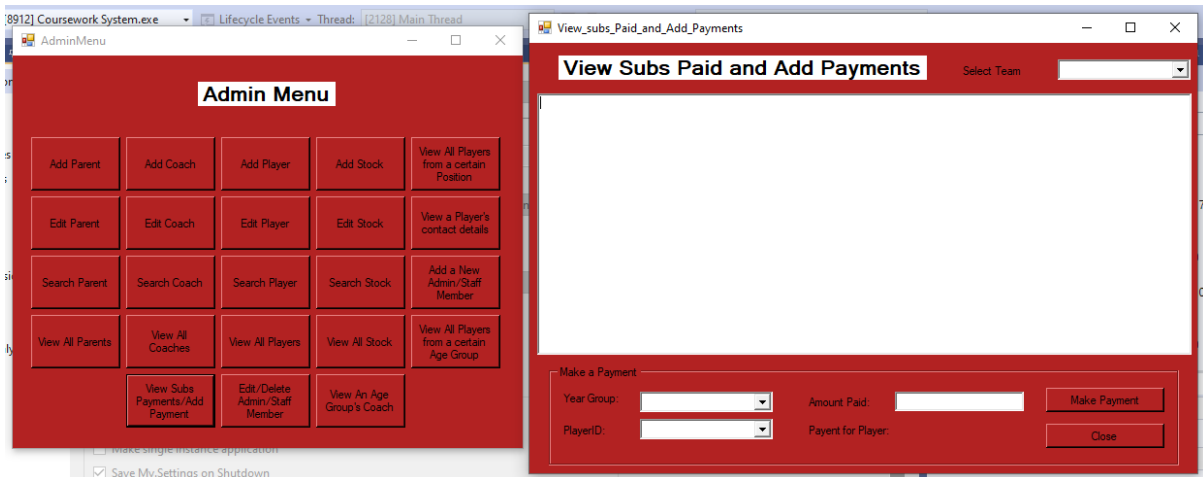 [8912] Coursework System.exe
Lifecycle Events
Thread:
[2128] Main Thread
AdminMenu
Admin Menu
Add Parent
Add Coach
Add Player
Add Stock
View All Players
from a certain
Position
Edit Parent
Edit Coach
Edit Player
Edit Stock
View a Player's
contact details
Search Parent
Search Coach
Search Player
Search Stock
Add a New
Admin/Staff
Member
View All Parents
View All
Coaches
View All Players
View All Stock
View All Players
from a certain
Age Group
View Subs
Payments/Add
Payment
Edit/Delete
Admin/Staff
Member
View An Age
Group's Coach
Make single instance application
Save My.Settings on Shutdown
View_subs_Paid_and_Add_Payments
View Subs Paid and Add Payments
Select Team
Make a Payment
Year Group:
Amount Paid:
Make Payment
PlayerID:
Payent for Player:
Close